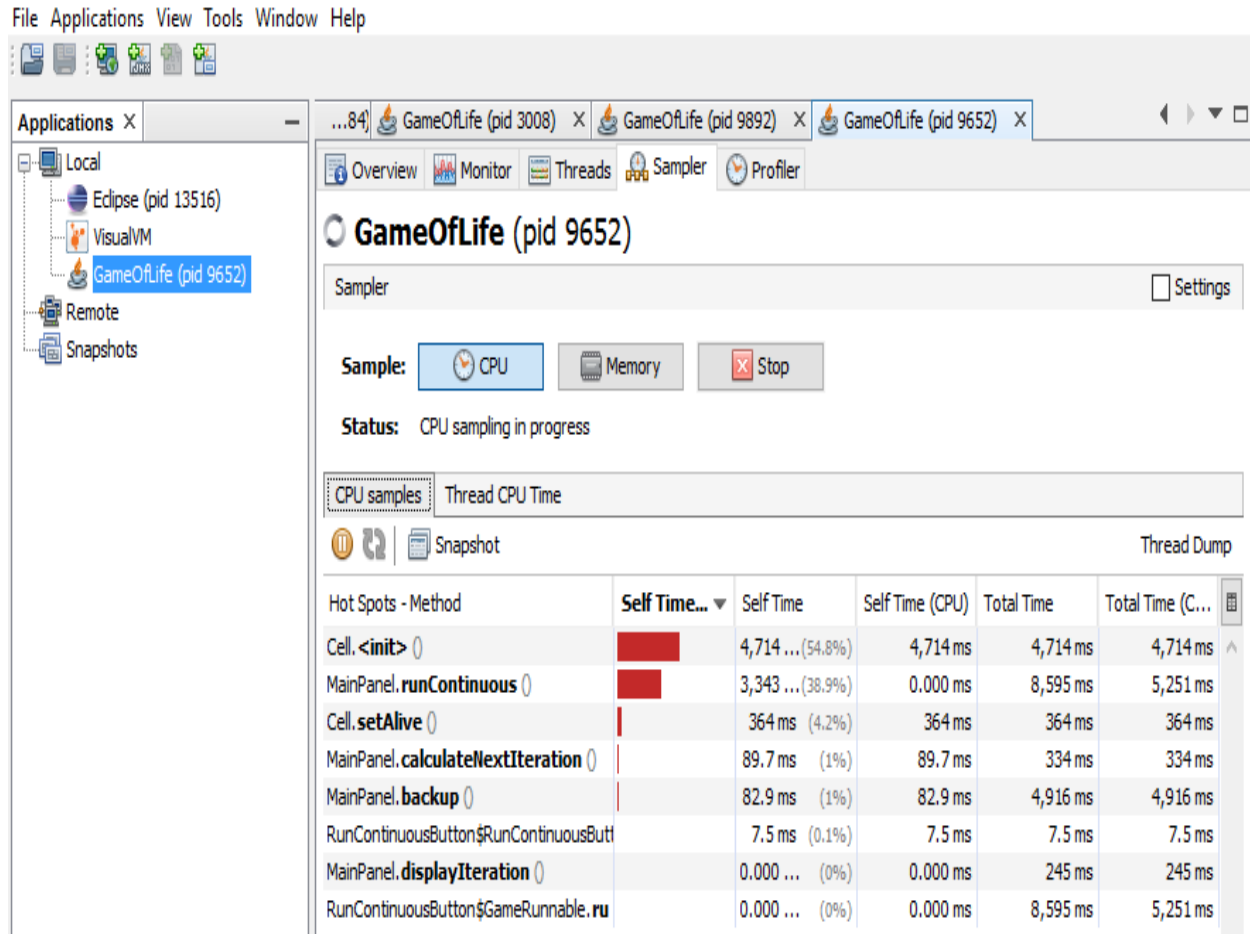 File Applications View Tools Window Help
Applications X
...84) GameOfLife (pid 3008) X GameOfLife (pid 9892) X GameOfLife (pid 9652) X
Local
Eclipse (pid 13516)
VisualVM
GameOfLife (pid 9652)
Remote
Snapshots
Overview Monitor Threads Sampler Profiler
GameOfLife (pid 9652)
Sampler Settings
Sample: CPU Memory Stop
Status: CPU sampling in progress
CPU samples Thread CPU Time
Snapshot Thread Dump
Hot Spots - Method Self Time... Self Time Self Time (CPU) Total Time Total Time (C...
Cell.<init> () 4,714 ... (54.8%) 4,714 ms 4,714 ms 4,714 ms
MainPanel.runContinuous () 3,343 ... (38.9%) 0.000 ms 8,595 ms 5,251 ms
Cell.setAlive () 364 ms (4.2%) 364 ms 364 ms 364 ms
MainPanel.calculateNextIteration () 89.7 ms (1%) 89.7 ms 334 ms 334 ms
MainPanel.backup () 82.9 ms (1%) 82.9 ms 4,916 ms 4,916 ms
RunContinuousButton$RunContinuousButt 7.5 ms (0.1%) 7.5 ms 7.5 ms 7.5 ms
MainPanel.displayIteration () 0.000 ... (0%) 0.000 ms 245 ms 245 ms
RunContinuousButton$GameRunnable.ru 0.000 ... (0%) 0.000 ms 8,595 ms 5,251 ms